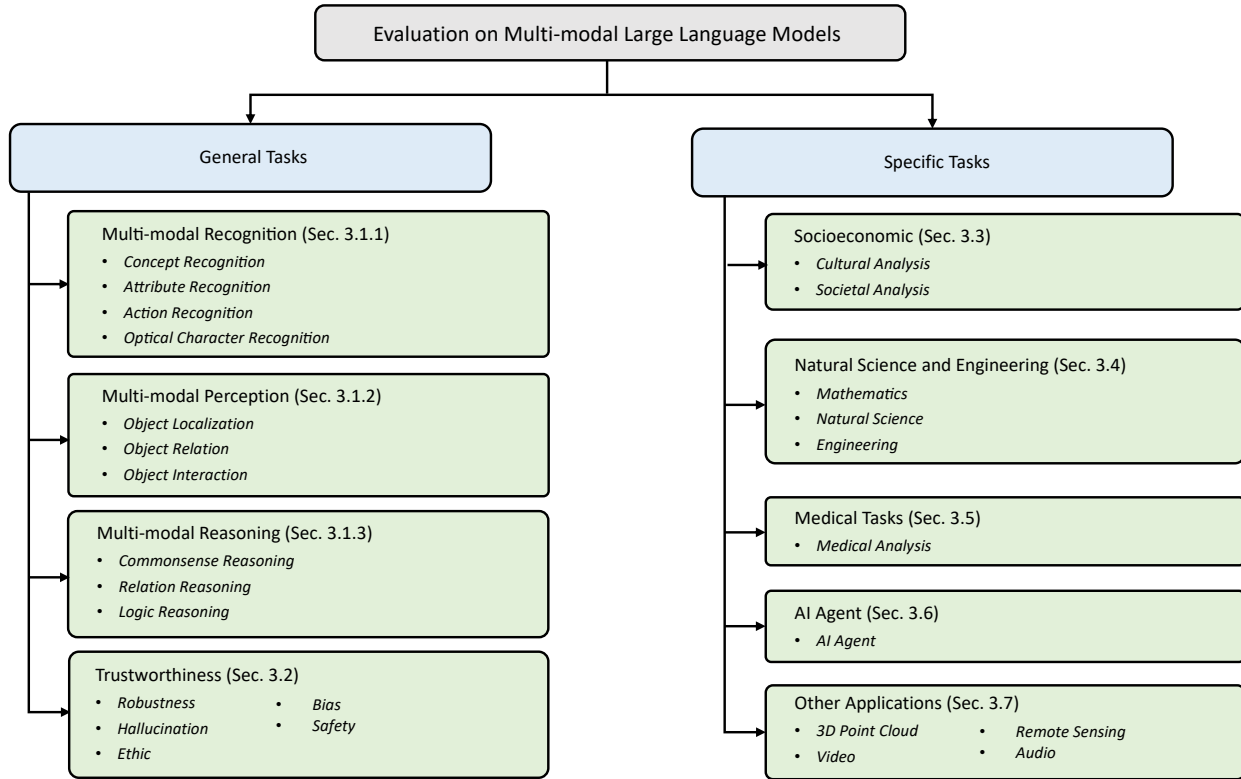 Evaluation on Multi-modal Large Language Models
General Tasks
Multi-modal Recognition (Sec. 3.1.1)
• Concept Recognition
• Attribute Recognition
• Action Recognition
• Optical Character Recognition
Multi-modal Perception (Sec. 3.1.2)
• Object Localization
• Object Relation
• Object Interaction
Multi-modal Reasoning (Sec. 3.1.3)
• Commonsense Reasoning
• Relation Reasoning
• Logic Reasoning
Trustworthiness (Sec. 3.2)
• Robustness
• Hallucination
• Ethic
• Bias
• Safety
Specific Tasks
Socioeconomic (Sec. 3.3)
• Cultural Analysis
• Societal Analysis
Natural Science and Engineering (Sec. 3.4)
• Mathematics
• Natural Science
• Engineering
Medical Tasks (Sec. 3.5)
• Medical Analysis
AI Agent (Sec. 3.6)
• AI Agent
Other Applications (Sec. 3.7)
• 3D Point Cloud
• Video
• Remote Sensing
• Audio